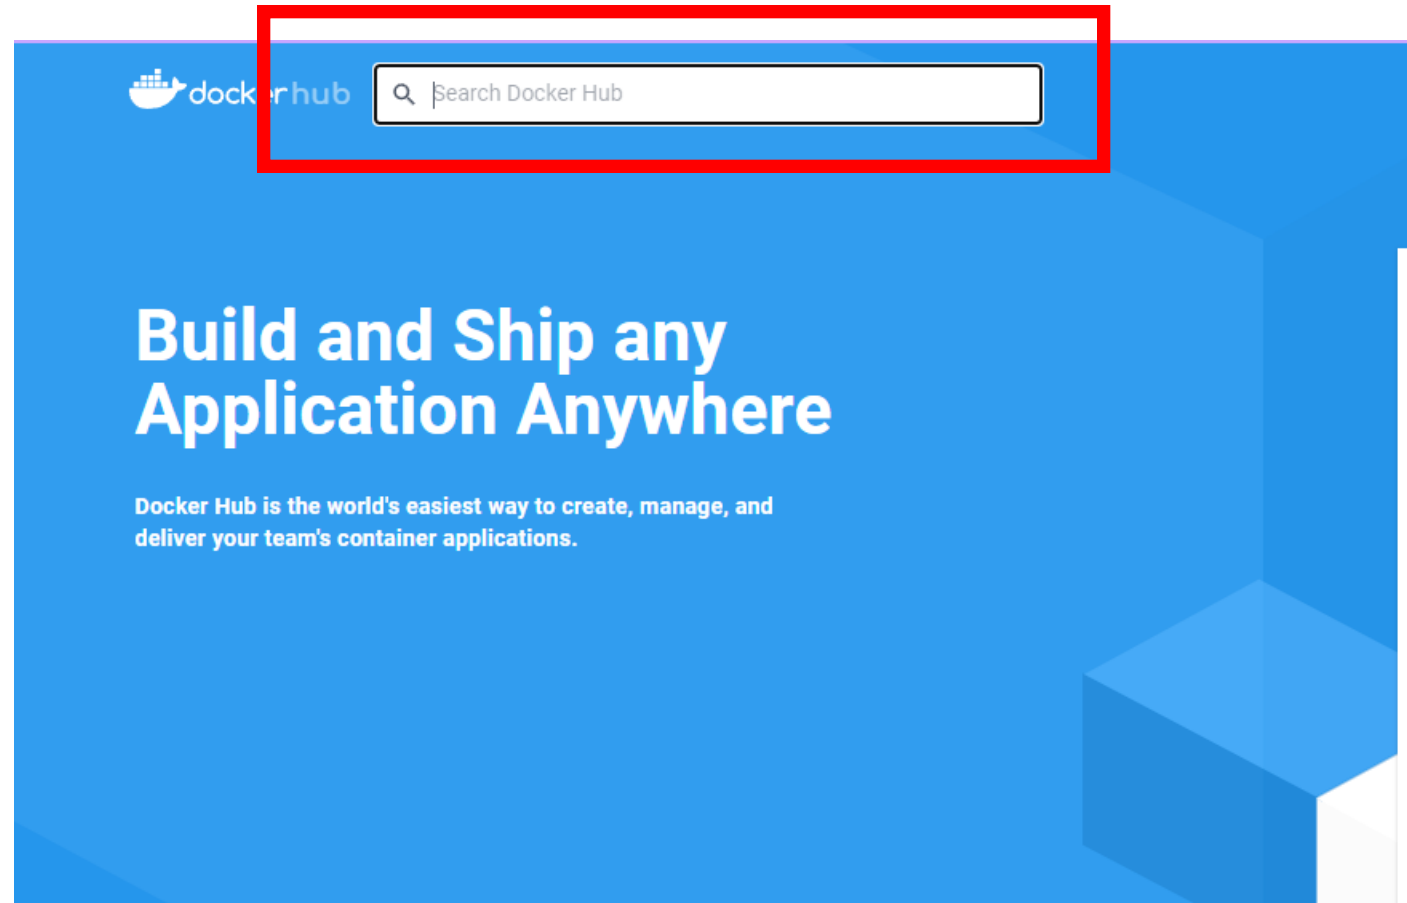 docker hub
Search Docker Hub
Build and Ship any
Application Anywhere
Docker Hub is the world's easiest way to create, manage, and
deliver your team's container applications.